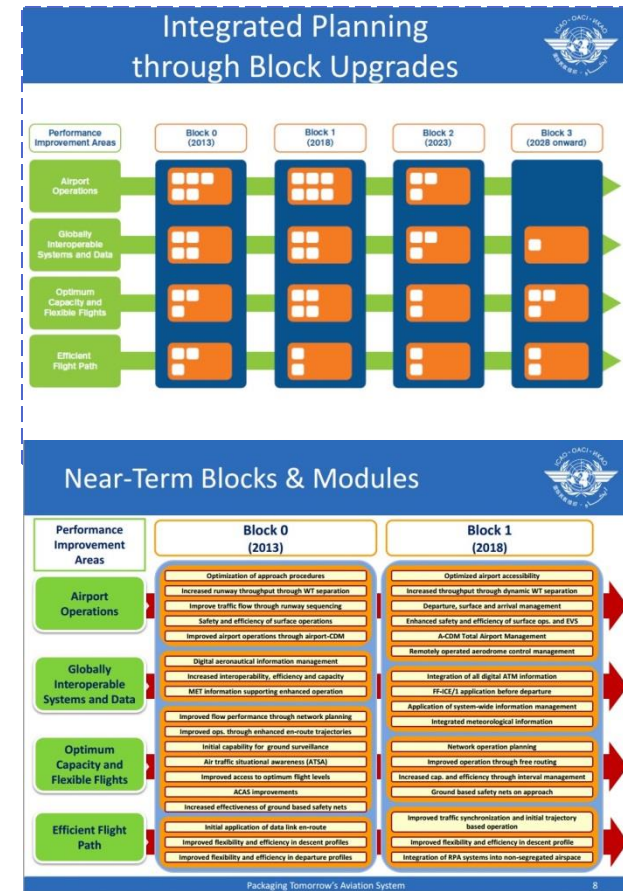 Integrated Planning
through Block Upgrades
ICAO · OACI · ИКАО
Performance
Improvement Areas
Block 0
(2013)
Block 1
(2018)
Block 2
(2023)
Block 3
(2028 onward)
Airport
Operations
Globally
Interoperable
Systems and Data
Optimum
Capacity and
Flexible Flights
Efficient
Flight Path
Near-Term Blocks & Modules
ICAO · OACI · ИКАО
Performance
Improvement
Areas
Block 0
(2013)
Block 1
(2018)
Airport
Operations
Optimization of approach procedures
Increased runway throughput through WT separation
Improve traffic flow through runway sequencing
Safety and efficiency of surface operations
Improved airport operations through airport-CDM
Optimized airport accessibility
Increased throughput through dynamic WT separation
Departure, surface and arrival management
Enhanced safety and efficiency of surface ops. and EVS
A-CDM Total Airport Management
Remotely operated aerodrome control management
Globally
Interoperable
Systems and Data
Digital aeronautical information management
Increased interoperability, efficiency and capacity
MET information supporting enhanced operation
Integration of all digital ATM information
FF-ICE/1 application before departure
Application of system-wide information management
Integrated meteorological information
Optimum
Capacity and
Flexible Flights
Improved flow performance through network planning
Improved ops. through enhanced en-route trajectories
Initial capability for ground surveillance
Air traffic situational awareness (ATSA)
Improved access to optimum flight levels
ACAS improvements
Increased effectiveness of ground based safety nets
Network operation planning
Improved operation through free routing
Increased cap. and efficiency through interval management
Ground based safety nets on approach
Efficient Flight
Path
Initial application of data link en-route
Improved flexibility and efficiency in descent profiles
Improved flexibility and efficiency in departure profiles
Improved traffic synchronization and initial trajectory
based operation
Improved flexibility and efficiency in descent profile
Integration of RPA systems into non-segregated airspace
Packaging Tomorrow's Aviation System
8